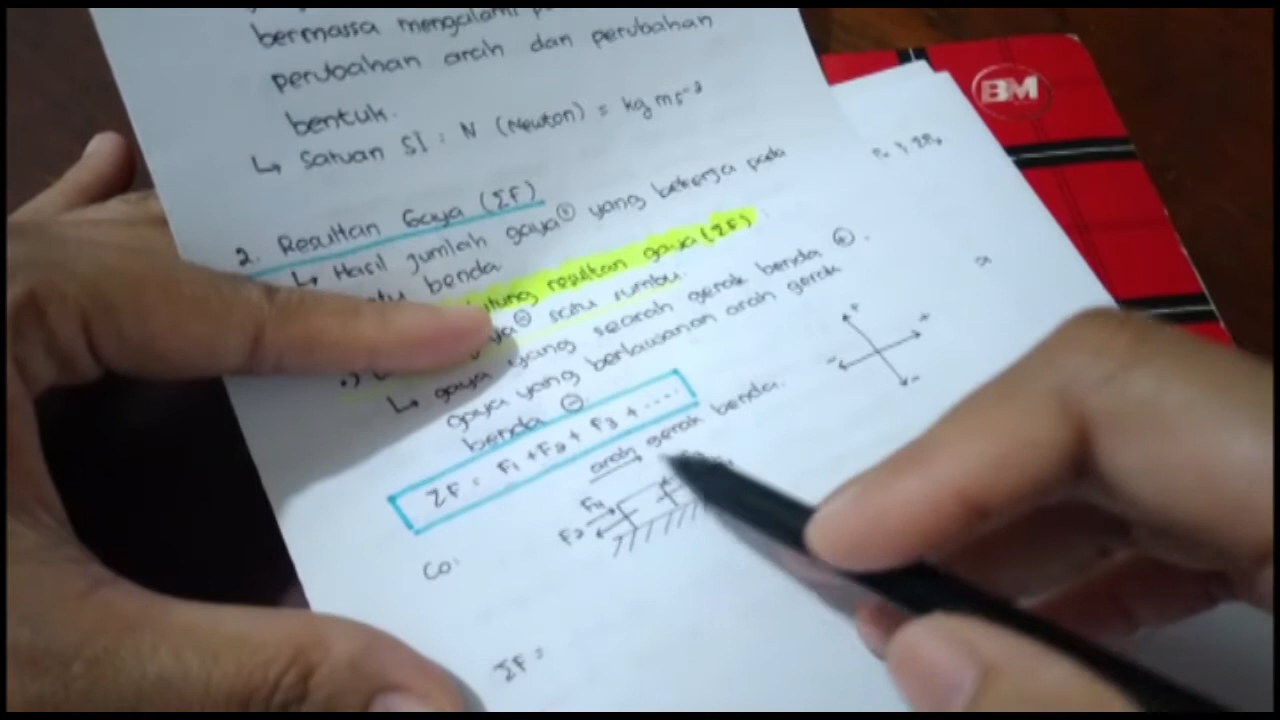 bermassa mengalami
perubahan arah dan perubahan
bentuk.
↳ Satuan SI : N (Newton) = kg ms⁻²
2. Resultan Gaya (ΣF)
↳ Hasil jumlah gaya² yang bekerja pada
benda
resultan gaya (ΣF)
satu sumbu.
↳ gaya yang searah gerak benda ⊕.
gaya yang berlawanan arah gerak
benda ⊖.
ΣF = F₁ + F₂ + F₃ + ....
arah gerak benda.
F₄
F₂
Co:
ΣF =
+
+
-
-
BM